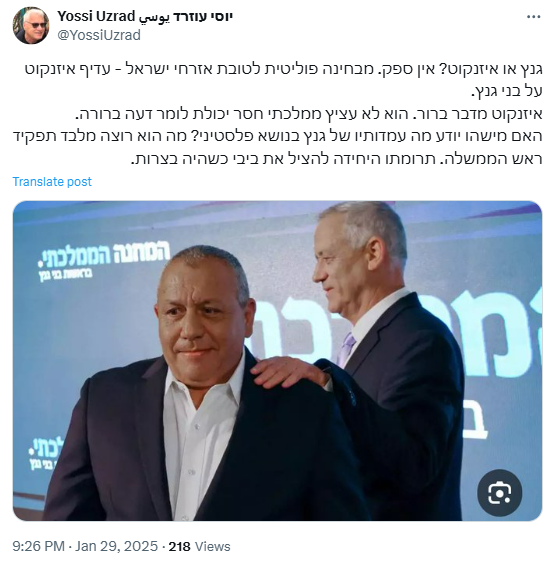 Yossi Uzrad يوسي יוסי עוזרד
@YossiUzrad
גנץ או איזנקוט? אין ספק. מבחינה פוליטית לטובת אזרחי ישראל - עדיף איזנקוט
על בני גנץ.
איזנקוט מדבר ברור. הוא לא עציץ ממלכתי חסר יכולת לומר דעה ברורה.
האם מישהו יודע מה עמדותיו של גנץ בנושא פלסטיני? מה הוא רוצה מלבד תפקיד
ראש הממשלה. תרומתו היחידה להציל את ביבי כשהיה בצרות.
Translate post
המחנה הממלכתי.
בראשות בני גנץ
9:26 PM · Jan 29, 2025 · 218 Views